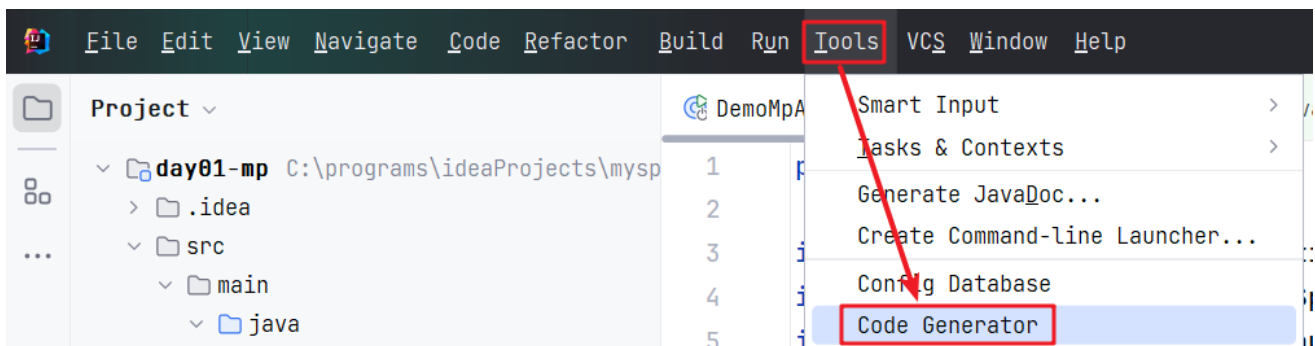 File Edit View Navigate Code Refactor Build Run Tools VCS Window Help
Project
DemoMpA
Smart Input
day01-mp C:\programs\ideaProjects\mysp
1
Tasks & Contexts
.idea
2
Generate JavaDoc...
src
3
Create Command-line Launcher...
main
4
Config Database
java
5
Code Generator